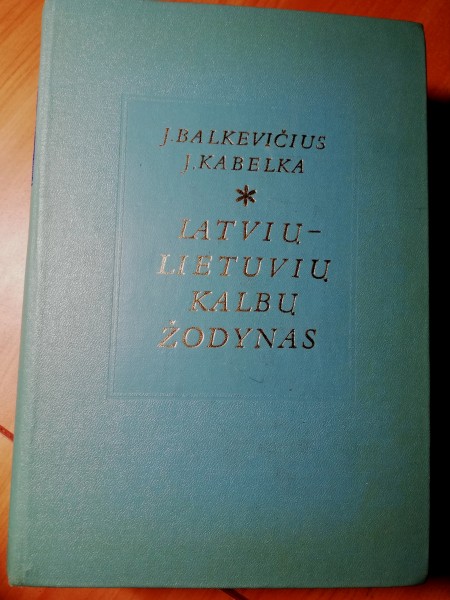 J. BALKEVIČIUS
J. KABELKA
*
LATVIŲ-
LIETUVIŲ
KALBŲ
ŽODYNAS